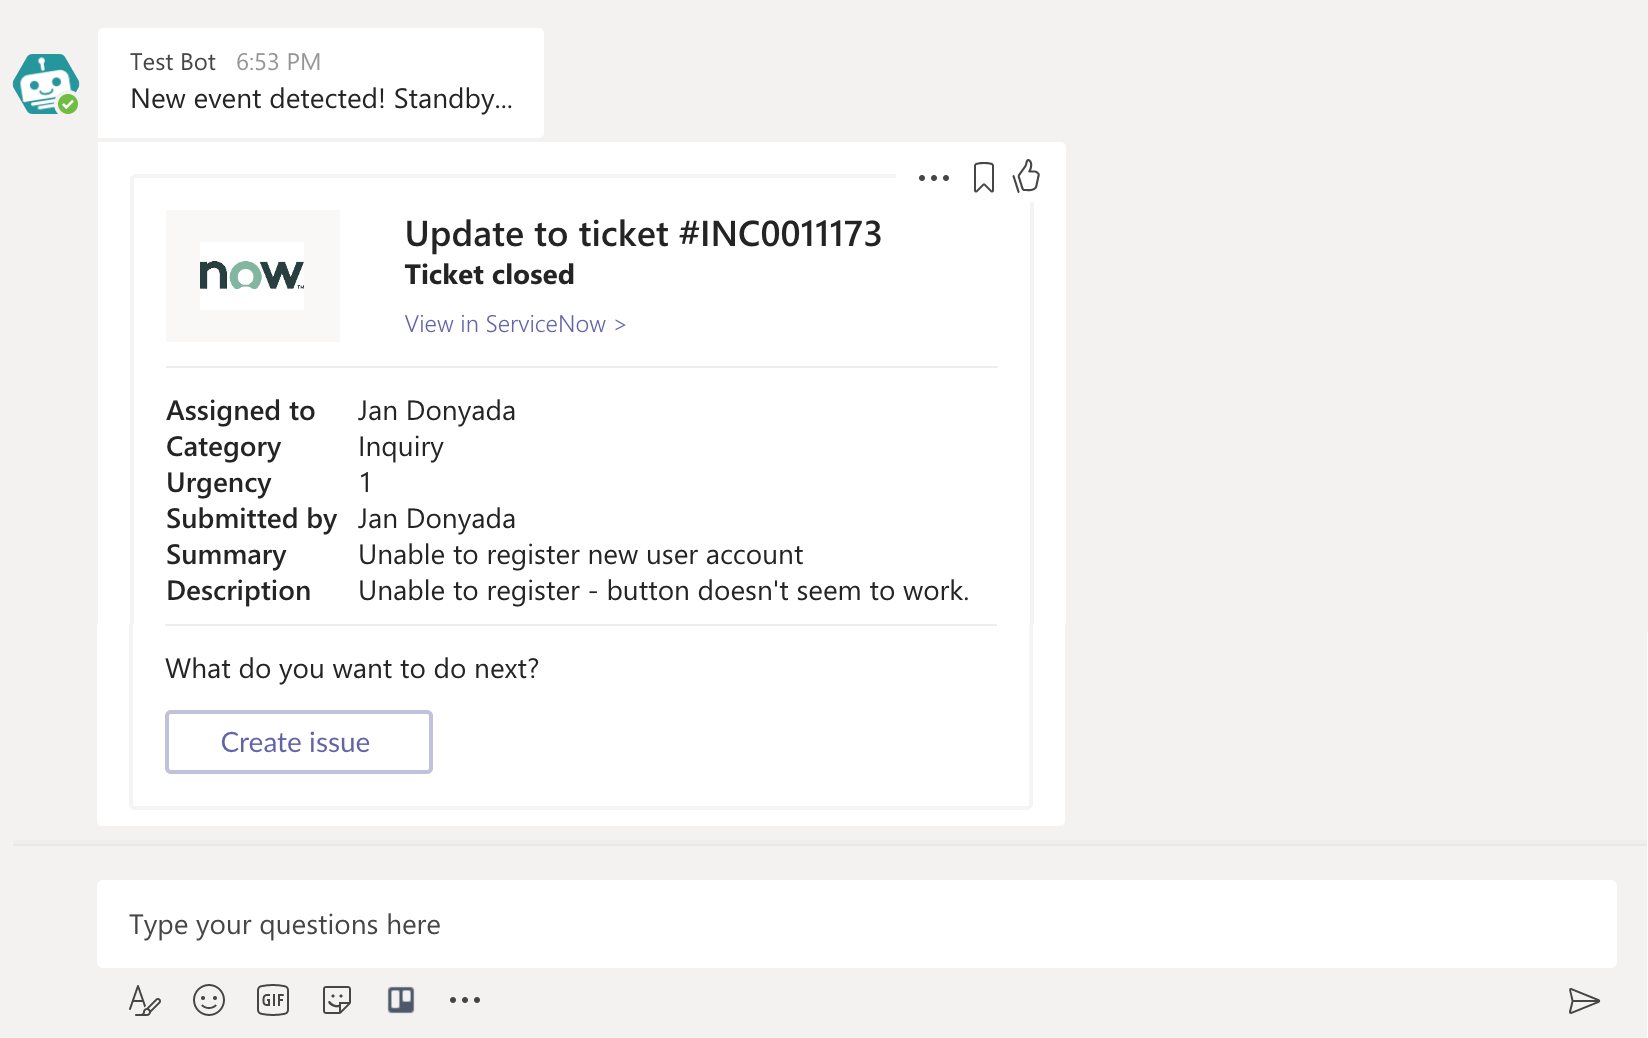 Test Bot 6:53 PM
New event detected! Standby...
now™
Update to ticket #INC0011173
Ticket closed
View in ServiceNow >
Assigned to Jan Donyada
Category Inquiry
Urgency 1
Submitted by Jan Donyada
Summary Unable to register new user account
Description Unable to register - button doesn't seem to work.
What do you want to do next?
Create issue
Type your questions here
GIF